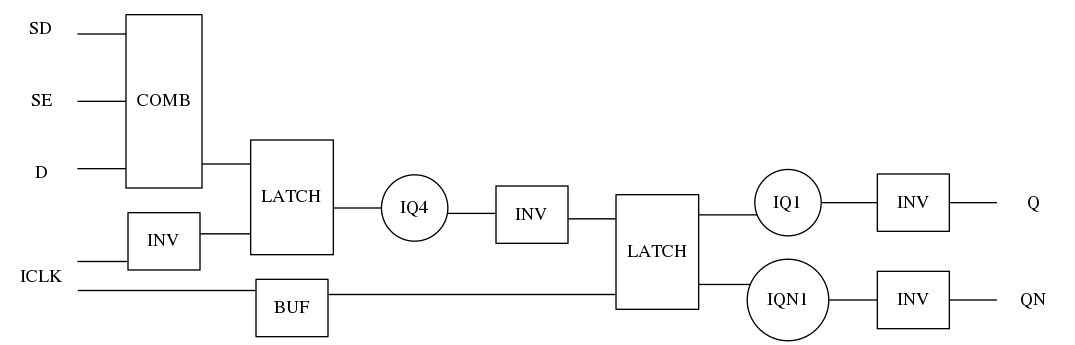 SD
SE
D
COMB
INV
ICLK
BUF
LATCH
IQ4
INV
LATCH
IQ1
IQN1
INV
INV
Q
QN